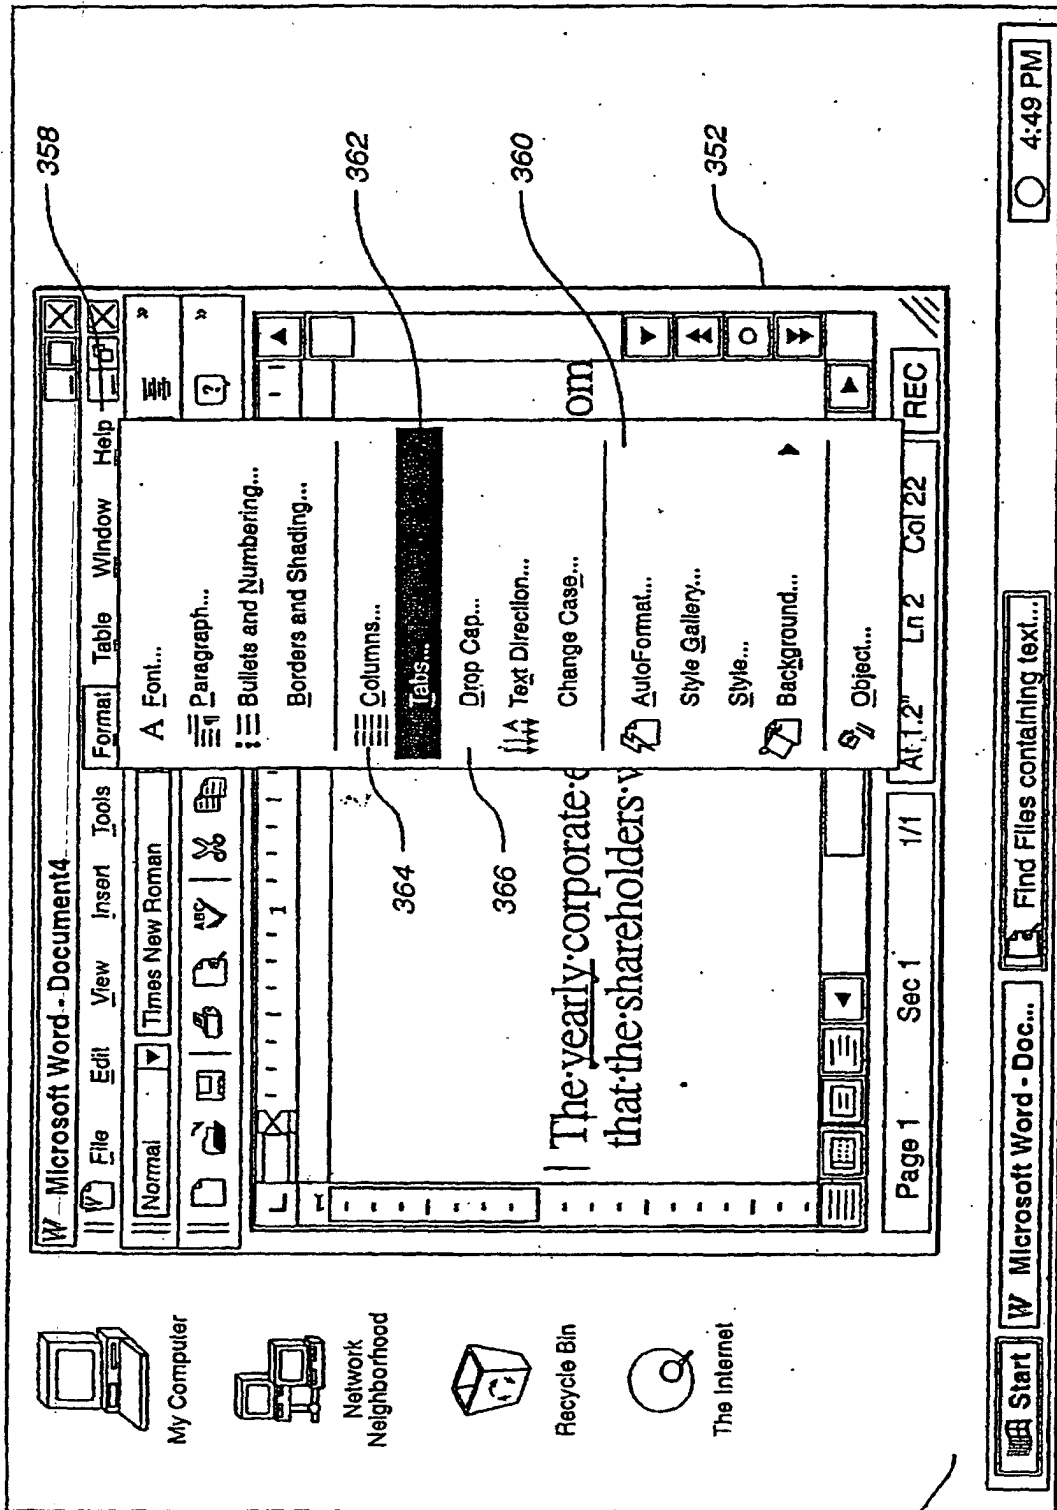 My Computer
Network
Neighborhood
Recycle Bin
The Internet
W Microsoft Word - Document4
File Edit View Insert Tools Format Table Window Help
Normal Times New Roman
ABC
?
A Font...
Paragraph...
Bullets and Numbering...
Borders and Shading...
Columns...
Tabs...
Drop Cap...
Text Direction...
Change Case...
AutoFormat...
Style Gallery...
Style...
Background...
Object...
The·yearly·corporate·e
om
that·the·shareholders·w
Page 1 Sec 1 1/1 At 1.2" Ln 2 Col 22 REC
Start W Microsoft Word - Doc... Find Files containing text... 4:49 PM
358
362
360
352
364
366